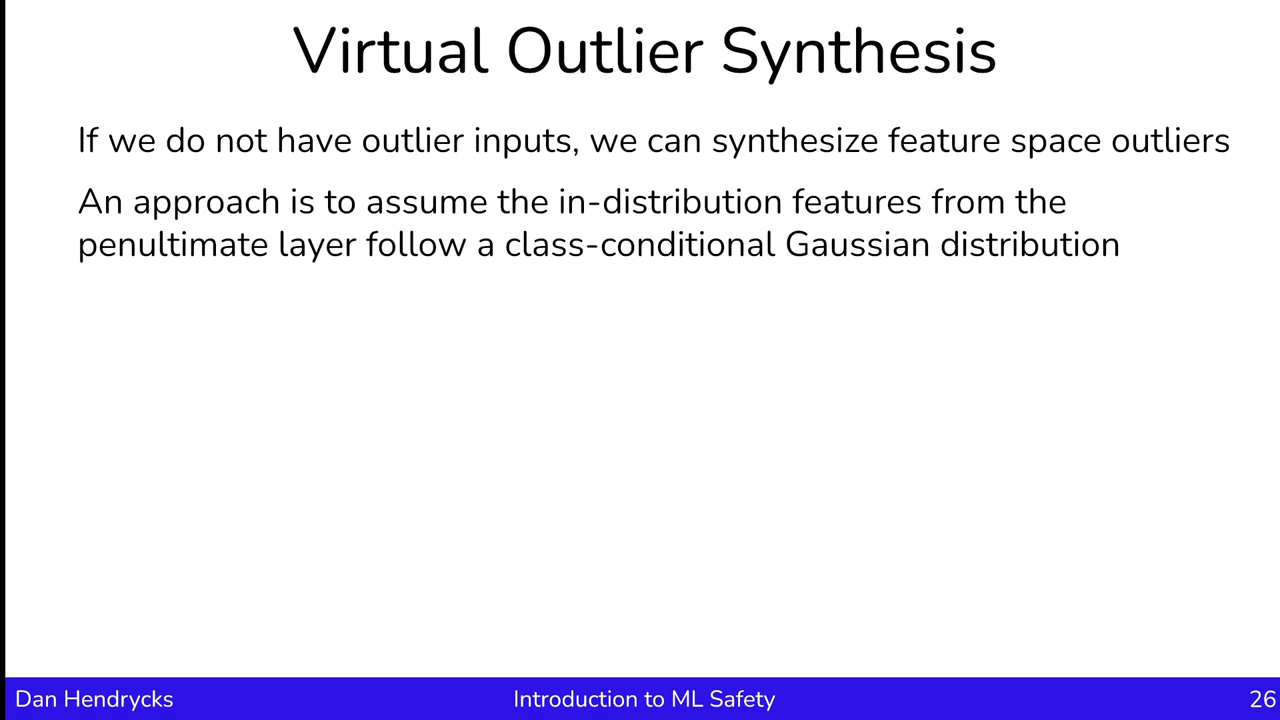 Virtual Outlier Synthesis
If we do not have outlier inputs, we can synthesize feature space outliers
An approach is to assume the in-distribution features from the
penultimate layer follow a class-conditional Gaussian distribution
Dan Hendrycks
Introduction to ML Safety
26